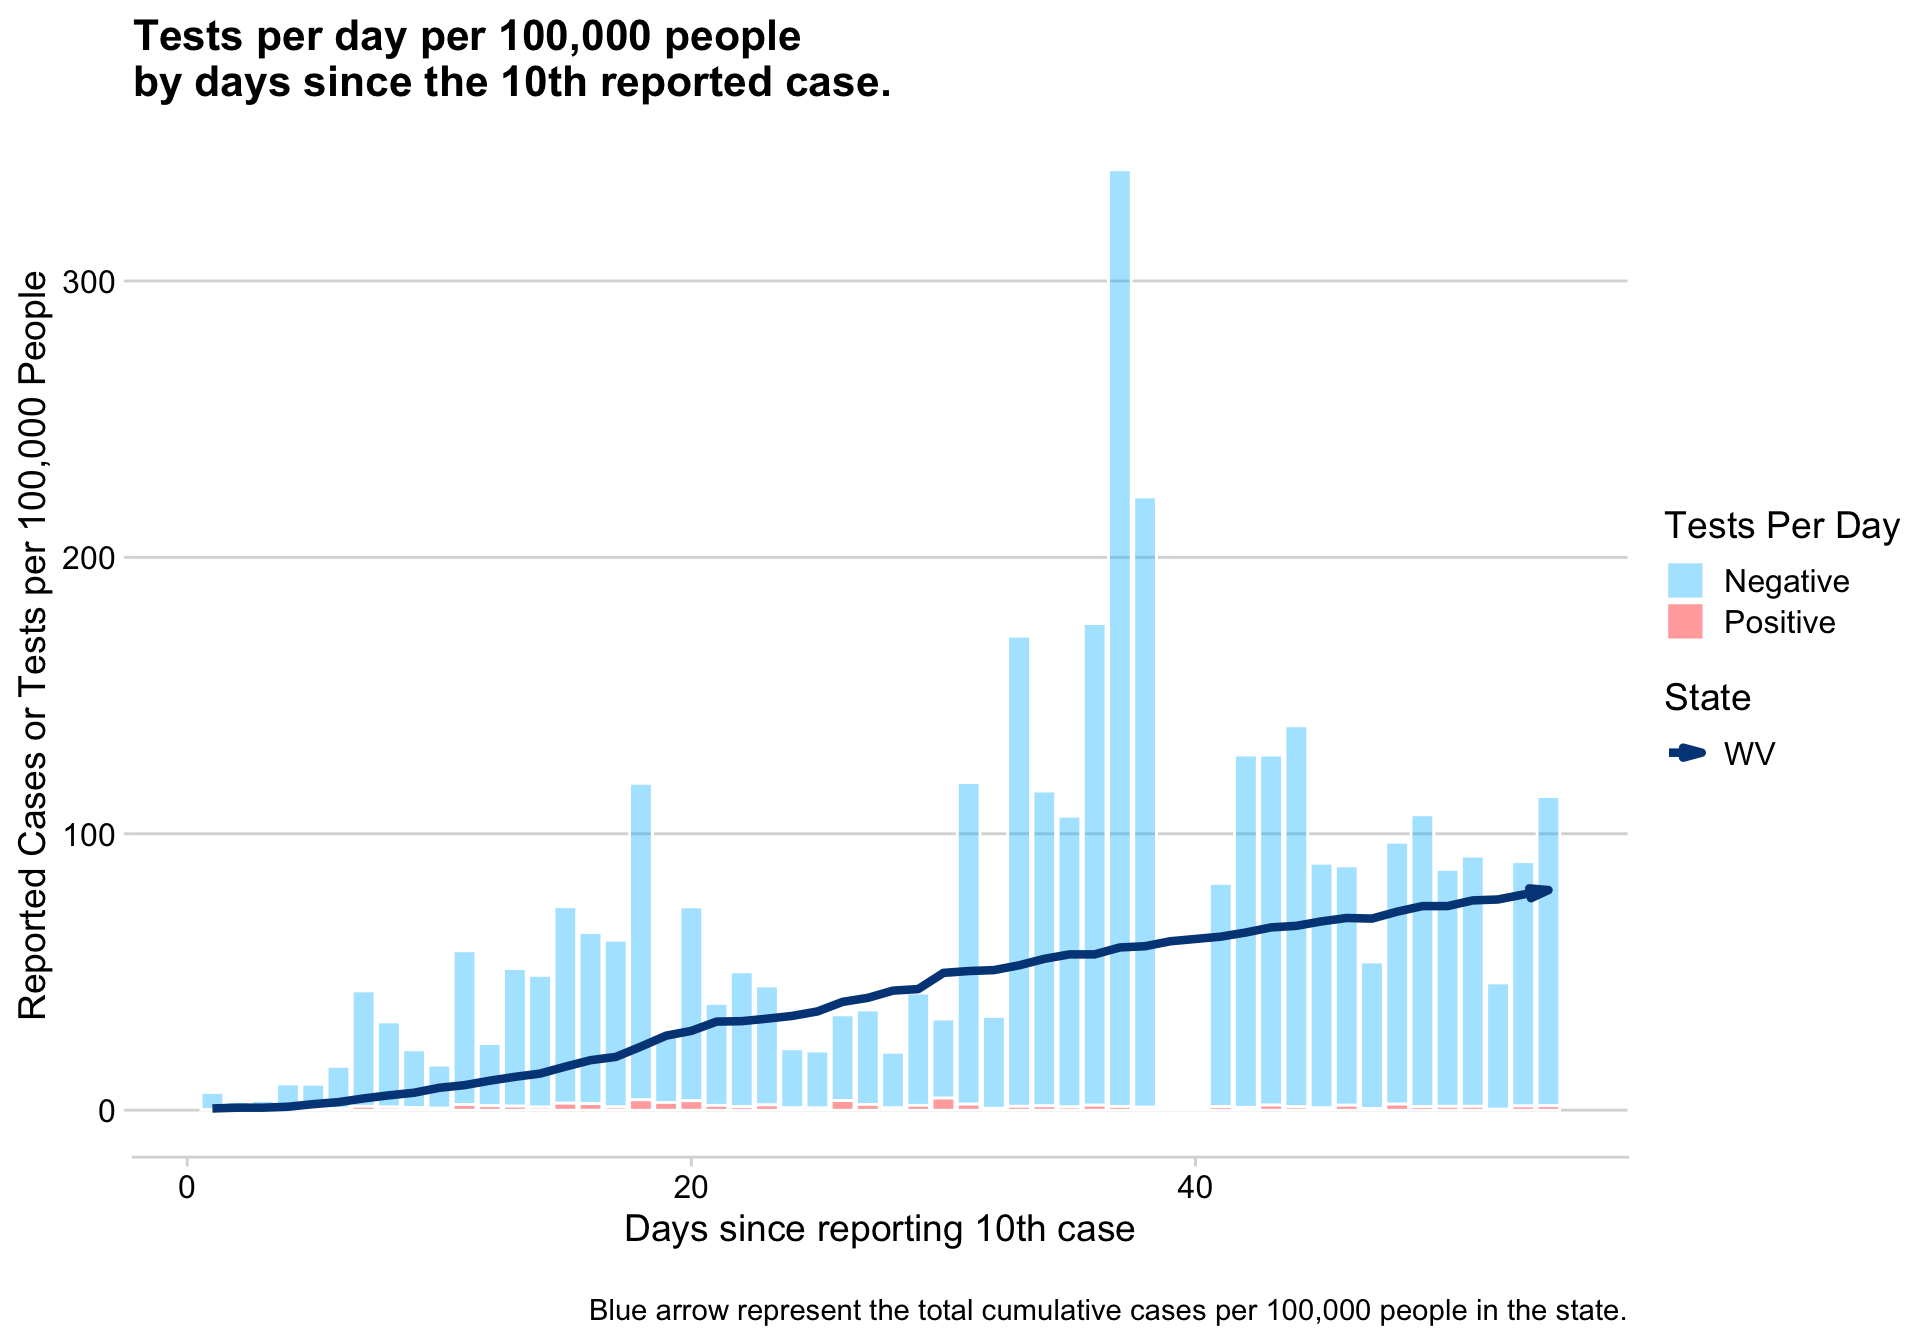 Tests per day per 100,000 people
by days since the 10th reported case.
Reported Cases or Tests per 100,000 People
300
200
100
0
0
20
40
Days since reporting 10th case
Tests Per Day
Negative
Positive
State
WV
Blue arrow represent the total cumulative cases per 100,000 people in the state.